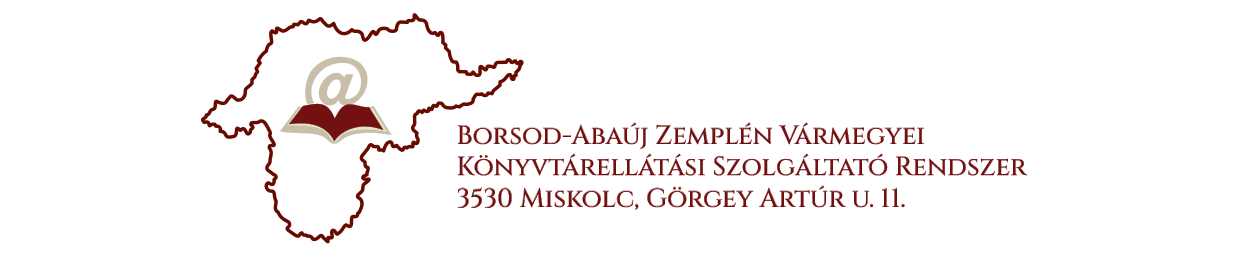 @
Borsod-Abaúj Zemplén Vármegyei
Könyvtárellátási Szolgáltató Rendszer
3530 Miskolc, Görgey Artúr u. 11.